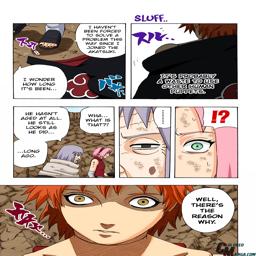 SLUFF..
I HAVEN'T
BEEN
FORCED TO
SOLVE A
PROBLEM THIS
WAY SINCE I
JOINED THE
AKATSUKI.
IT'S PROBABLY
A WASTE TO USE
OTHER HUMAN
PUPPETS.
I WONDER
HOW LONG
IT'S BEEN...
!?
WHA...
WHAT IS
THAT?!
HE HASN'T
AGED AT ALL.
HE STILL
LOOKS AS
HE DID...
...LONG
AGO.
WELL,
THERE'S THE
REASON
WHY.